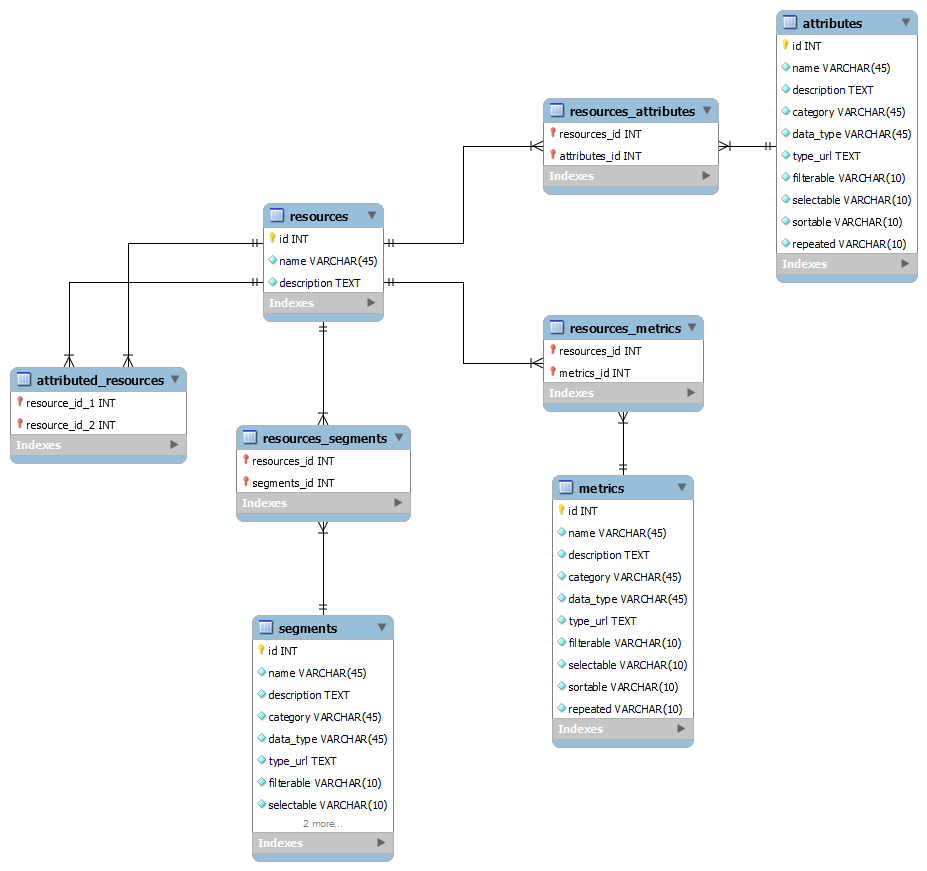 attributes
id INT
name VARCHAR(45)
description TEXT
category VARCHAR(45)
data_type VARCHAR(45)
type_url TEXT
filterable VARCHAR(10)
selectable VARCHAR(10)
sortable VARCHAR(10)
repeated VARCHAR(10)
Indexes
resources_attributes
resources_id INT
attributes_id INT
Indexes
resources
id INT
name VARCHAR(45)
description TEXT
Indexes
resources_metrics
resources_id INT
metrics_id INT
Indexes
attributed_resources
resource_id_1 INT
resource_id_2 INT
Indexes
resources_segments
resources_id INT
segments_id INT
Indexes
metrics
id INT
name VARCHAR(45)
description TEXT
category VARCHAR(45)
data_type VARCHAR(45)
type_url TEXT
filterable VARCHAR(10)
selectable VARCHAR(10)
sortable VARCHAR(10)
repeated VARCHAR(10)
Indexes
segments
id INT
name VARCHAR(45)
description TEXT
category VARCHAR(45)
data_type VARCHAR(45)
type_url TEXT
filterable VARCHAR(10)
selectable VARCHAR(10)
2 more...
Indexes